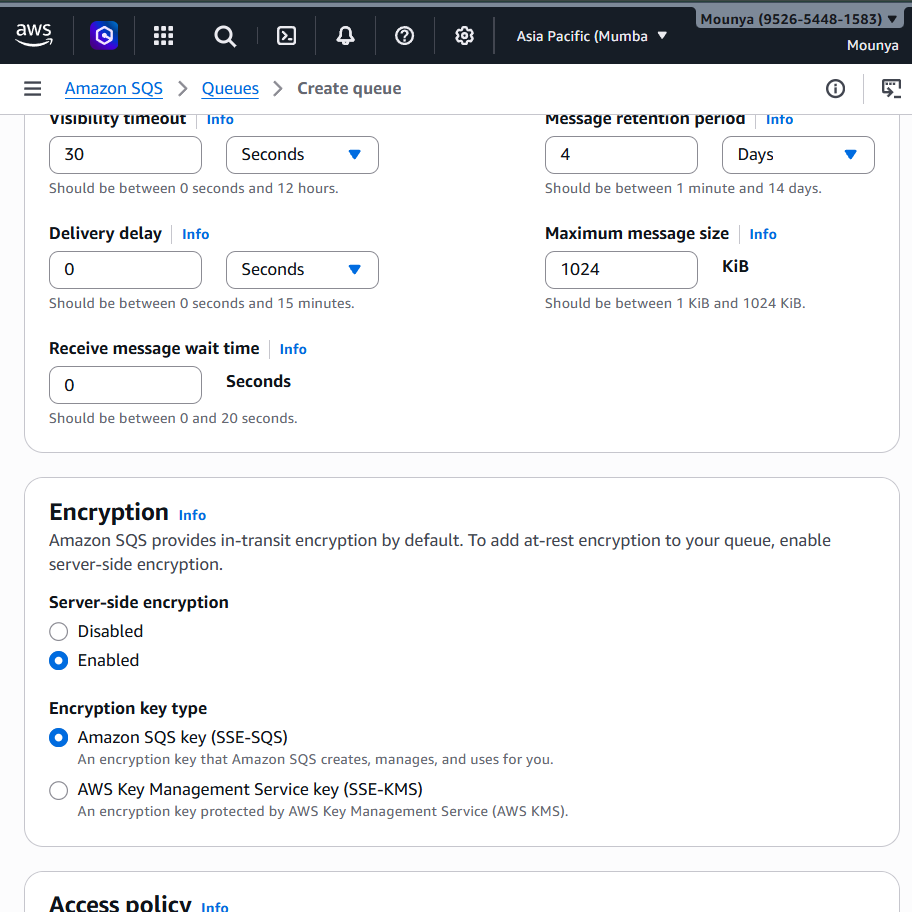 aws
Asia Pacific (Mumba
Mounya (9526-5448-1583)
Mounya
Amazon SQS
Queues
Create queue
Visibility timeout Info
Message retention period Info
30 Seconds
4 Days
Should be between 0 seconds and 12 hours.
Should be between 1 minute and 14 days.
Delivery delay Info
Maximum message size Info
0 Seconds
1024 KiB
Should be between 0 seconds and 15 minutes.
Should be between 1 KiB and 1024 KiB.
Receive message wait time Info
0 Seconds
Should be between 0 and 20 seconds.
Encryption Info
Amazon SQS provides in-transit encryption by default. To add at-rest encryption to your queue, enable
server-side encryption.
Server-side encryption
Disabled
Enabled
Encryption key type
Amazon SQS key (SSE-SQS)
An encryption key that Amazon SQS creates, manages, and uses for you.
AWS Key Management Service key (SSE-KMS)
An encryption key protected by AWS Key Management Service (AWS KMS).
Access policy Info